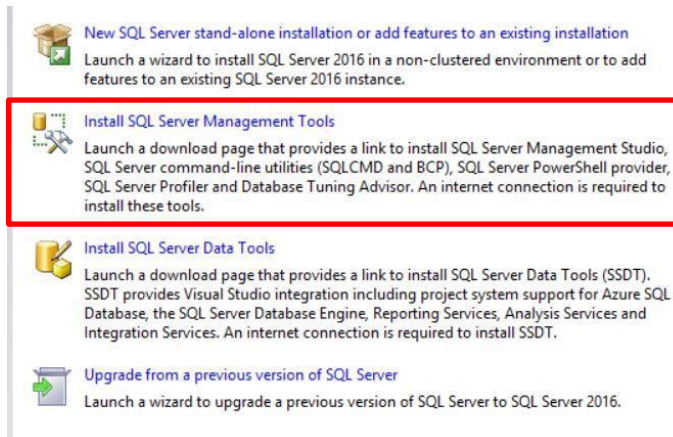 New SQL Server stand-alone installation or add features to an existing installation
Launch a wizard to install SQL Server 2016 in a non-clustered environment or to add
features to an existing SQL Server 2016 instance.
Install SQL Server Management Tools
Launch a download page that provides a link to install SQL Server Management Studio,
SQL Server command-line utilities (SQLCMD and BCP), SQL Server PowerShell provider,
SQL Server Profiler and Database Tuning Advisor. An internet connection is required to
install these tools.
Install SQL Server Data Tools
Launch a download page that provides a link to install SQL Server Data Tools (SSDT).
SSDT provides Visual Studio integration including project system support for Azure SQL
Database, the SQL Server Database Engine, Reporting Services, Analysis Services and
Integration Services. An internet connection is required to install SSDT.
Upgrade from a previous version of SQL Server
Launch a wizard to upgrade a previous version of SQL Server to SQL Server 2016.